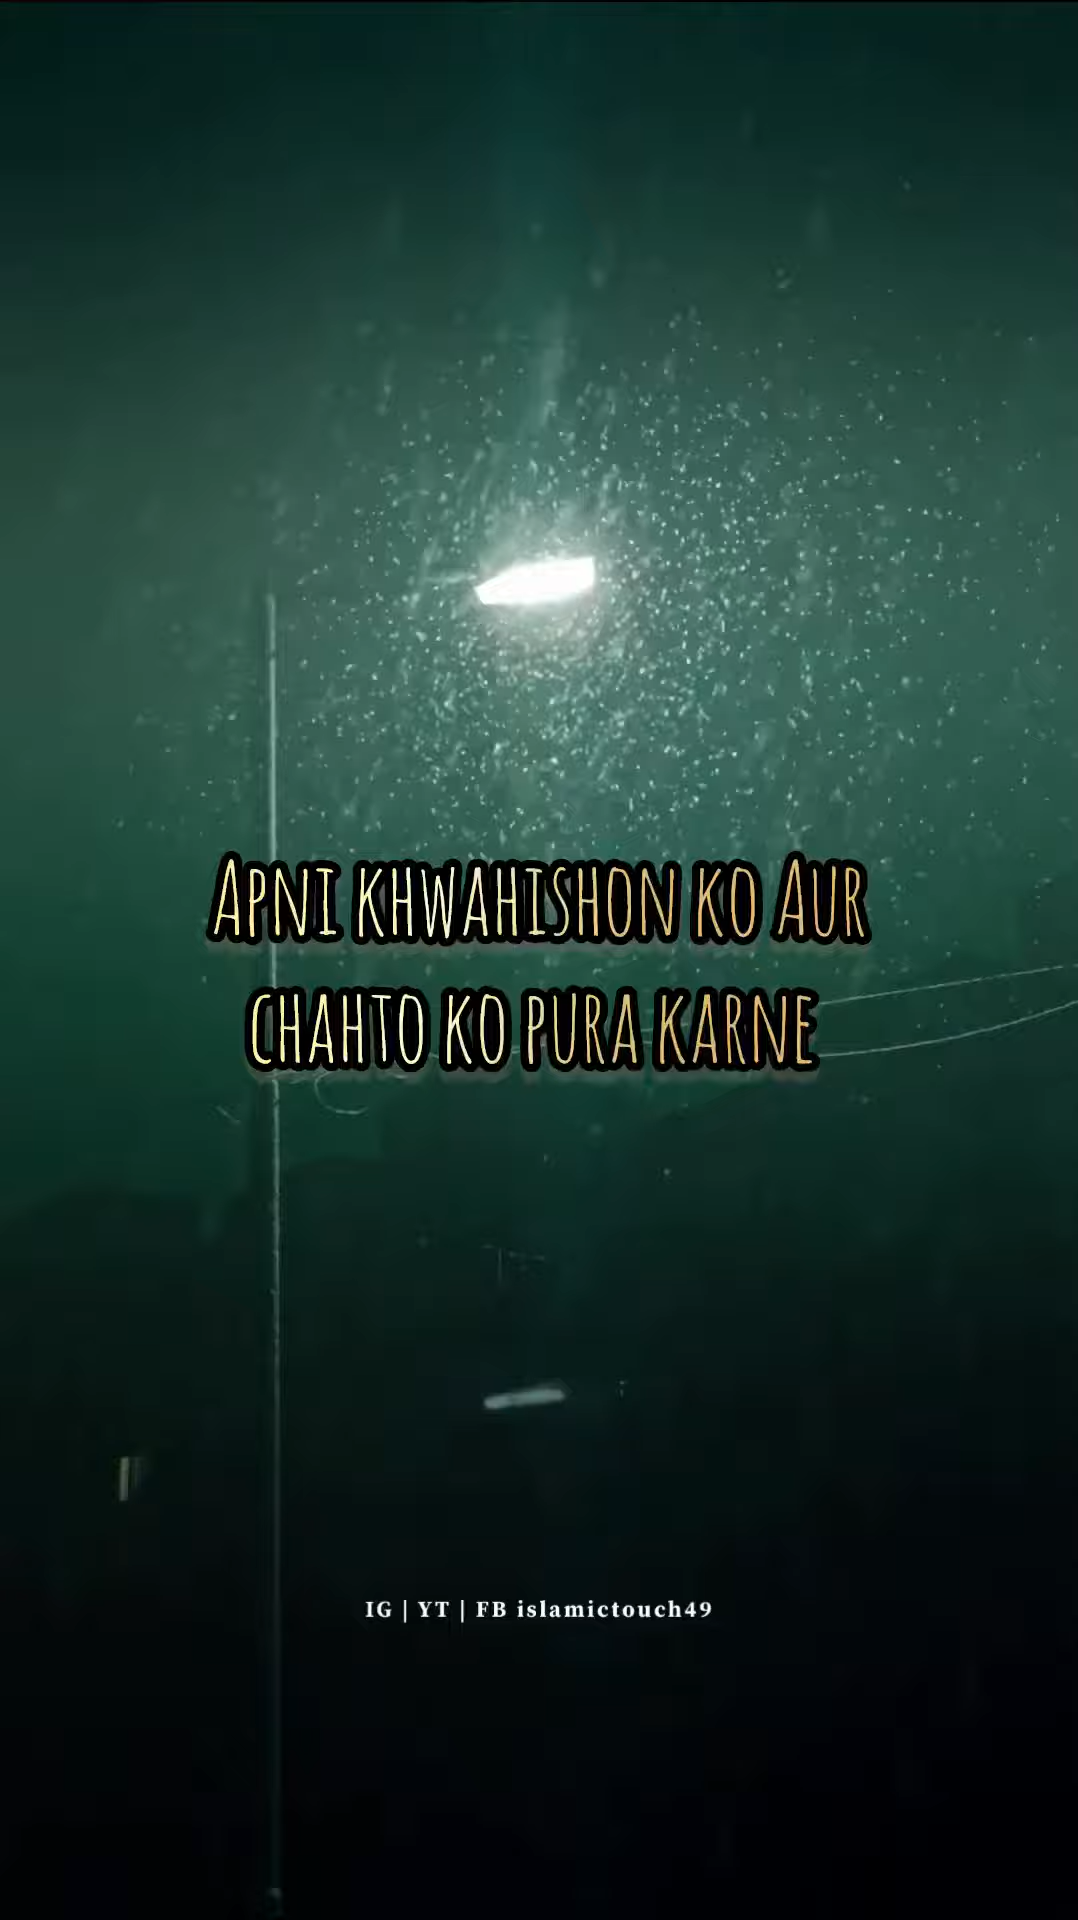 Apni khwahishon ko Aur
chahto ko pura karne
IG | YT | FB islamictouch49